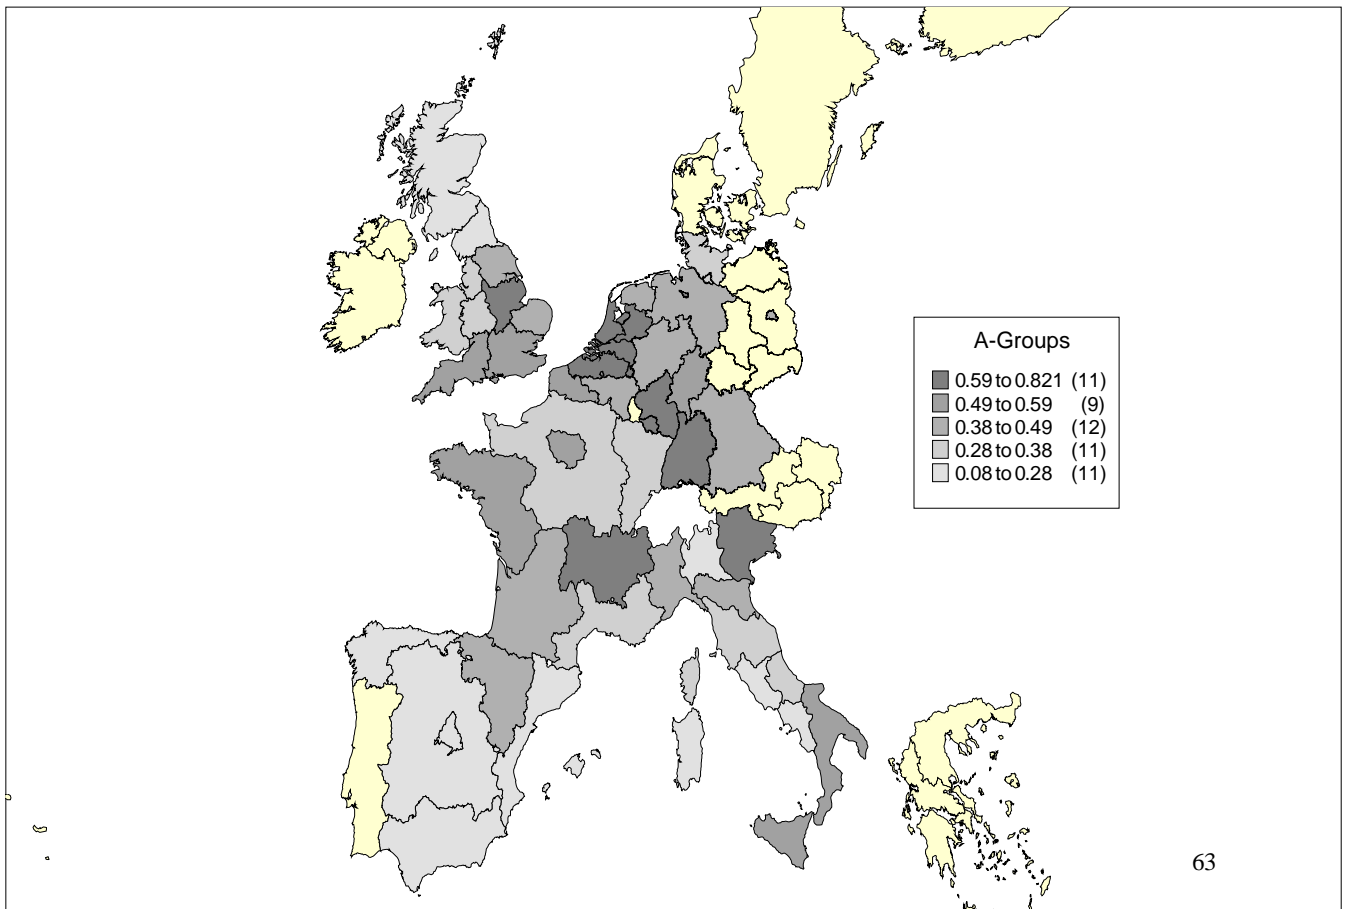 A-Groups
0.59 to 0.821 (11)
0.49 to 0.59 (9)
0.38 to 0.49 (12)
0.28 to 0.38 (11)
0.08 to 0.28 (11)
63